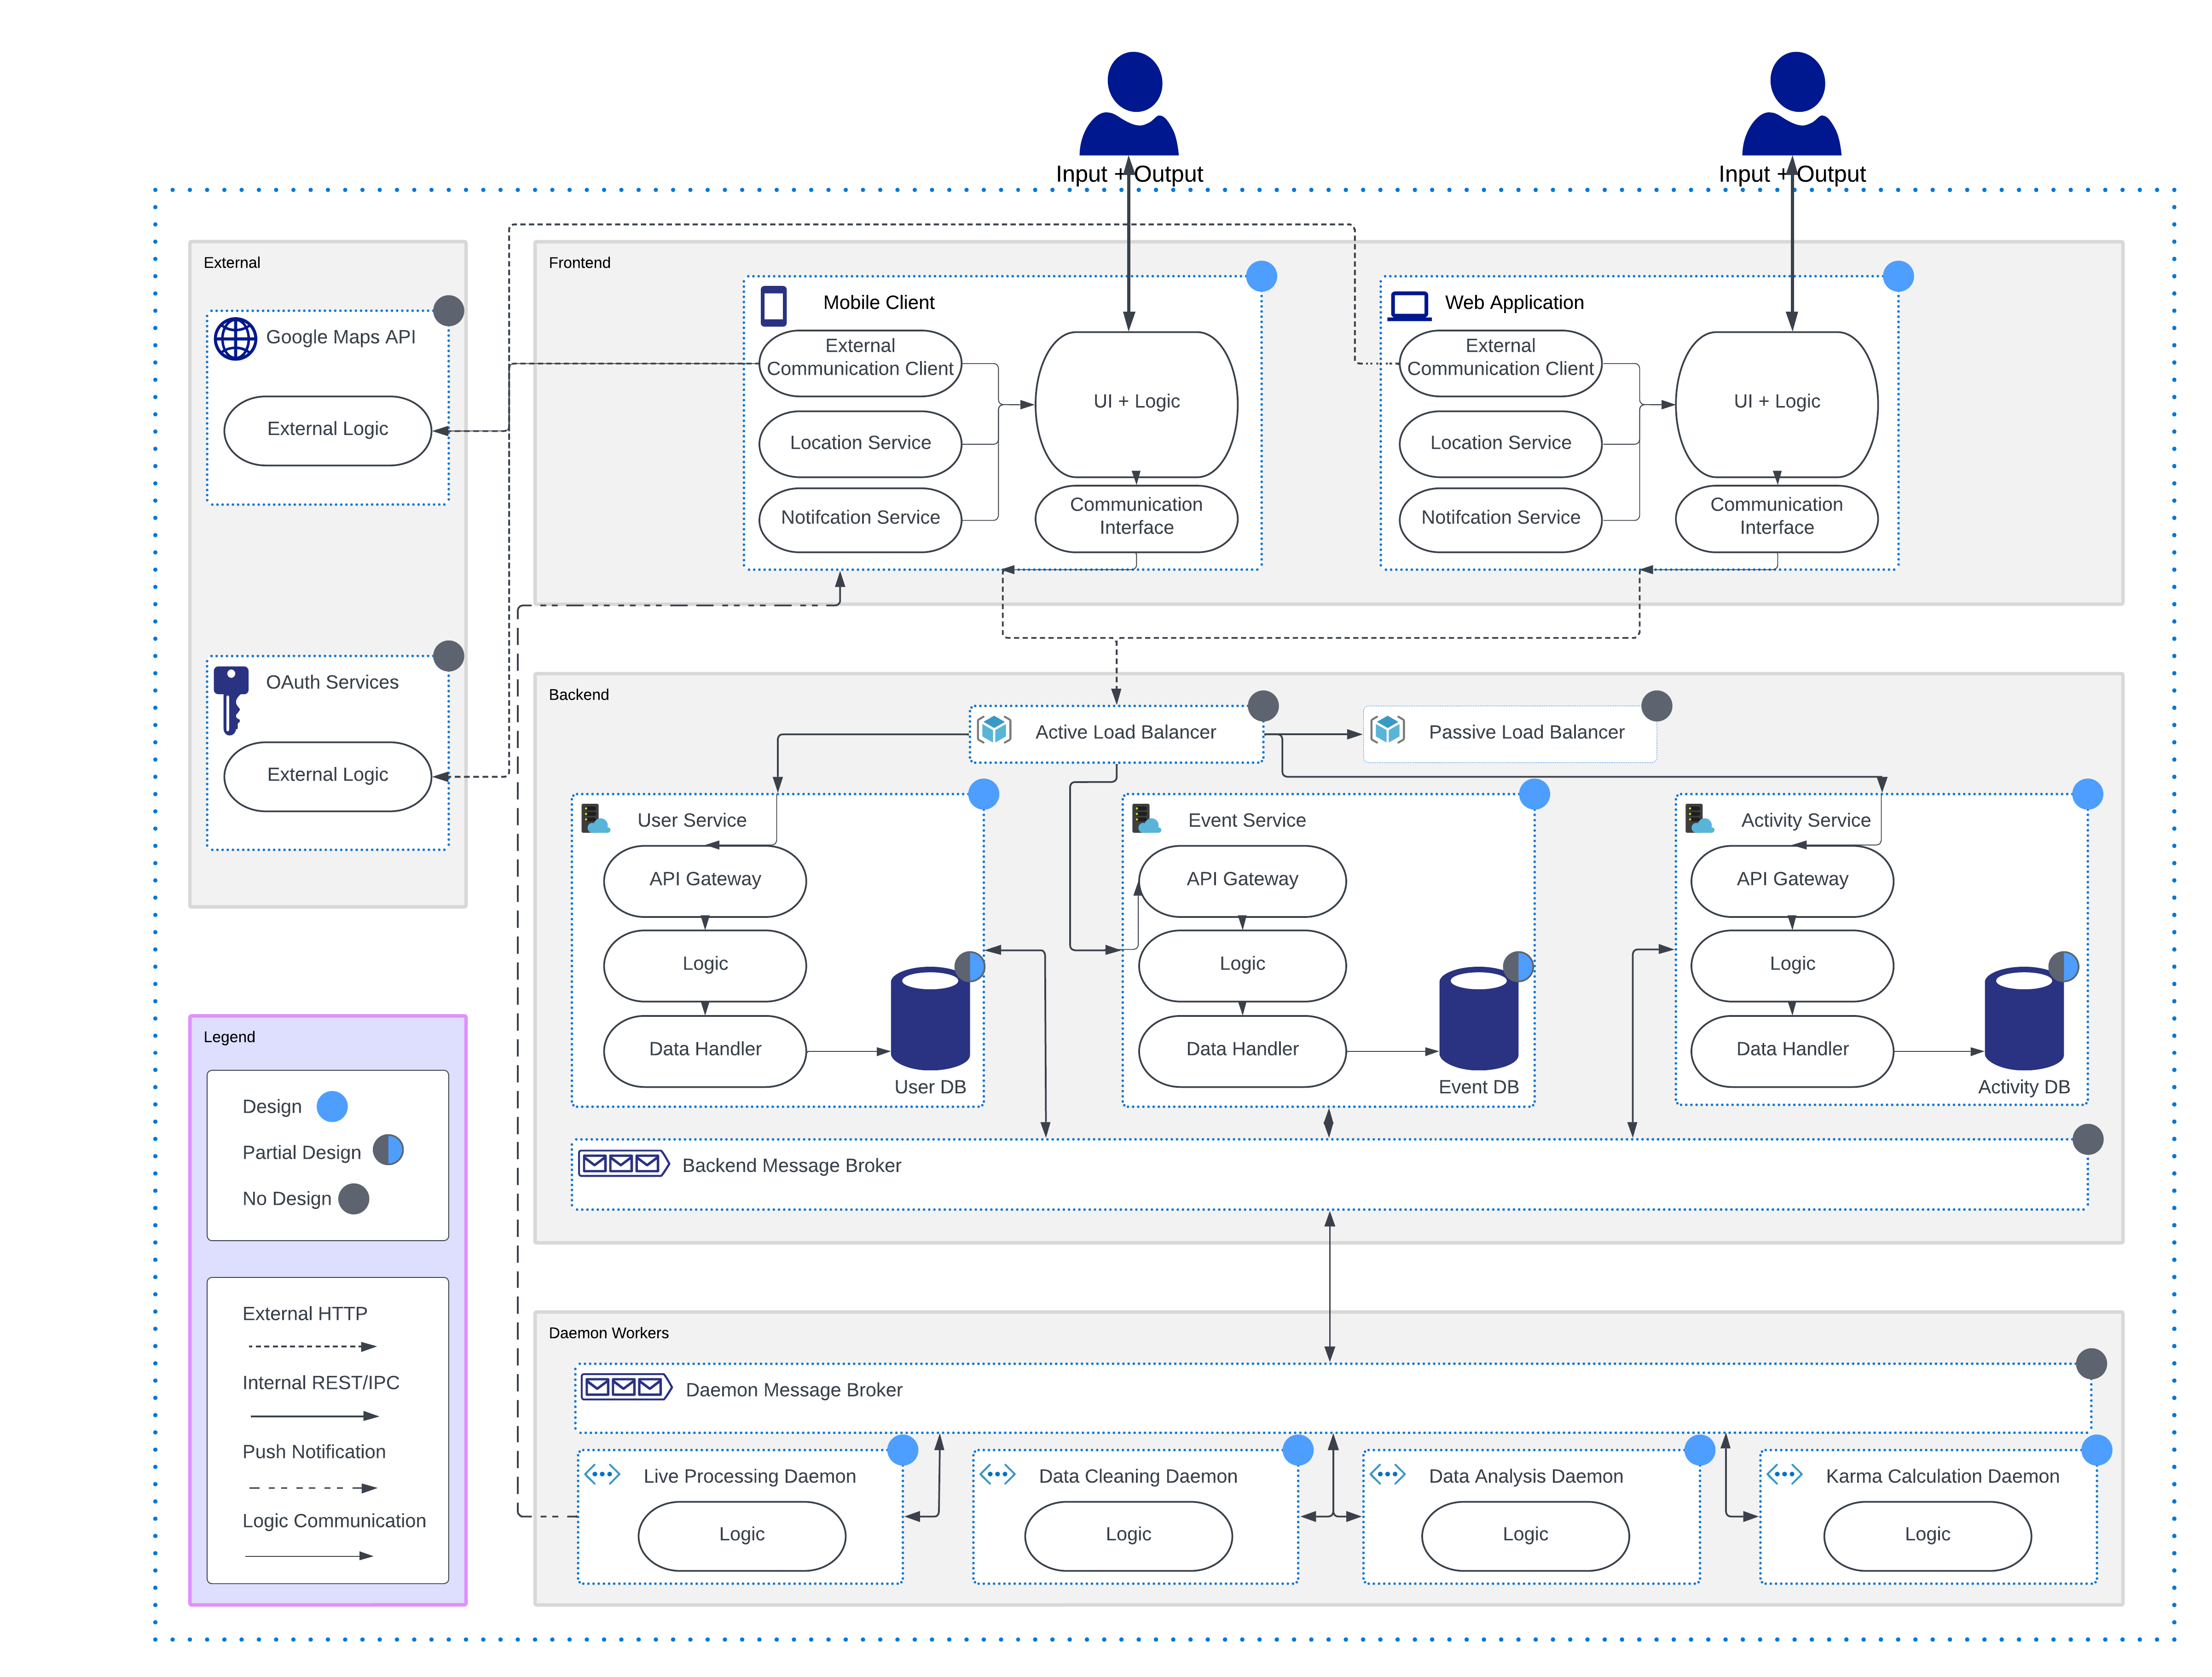 Input + Output
Input + Output
External
Google Maps API
External Logic
OAuth Services
External Logic
Frontend
Mobile Client
External
Communication Client
Location Service
Notifcation Service
UI + Logic
Communication
Interface
Web Application
External
Communication Client
Location Service
Notifcation Service
UI + Logic
Communication
Interface
Backend
Active Load Balancer
Passive Load Balancer
User Service
API Gateway
Logic
Data Handler
User DB
Event Service
API Gateway
Logic
Data Handler
Event DB
Activity Service
API Gateway
Logic
Data Handler
Activity DB
Backend Message Broker
Legend
Design
Partial Design
No Design
External HTTP
Internal REST/IPC
Push Notification
Logic Communication
Daemon Workers
Daemon Message Broker
Live Processing Daemon
Logic
Data Cleaning Daemon
Logic
Data Analysis Daemon
Logic
Karma Calculation Daemon
Logic